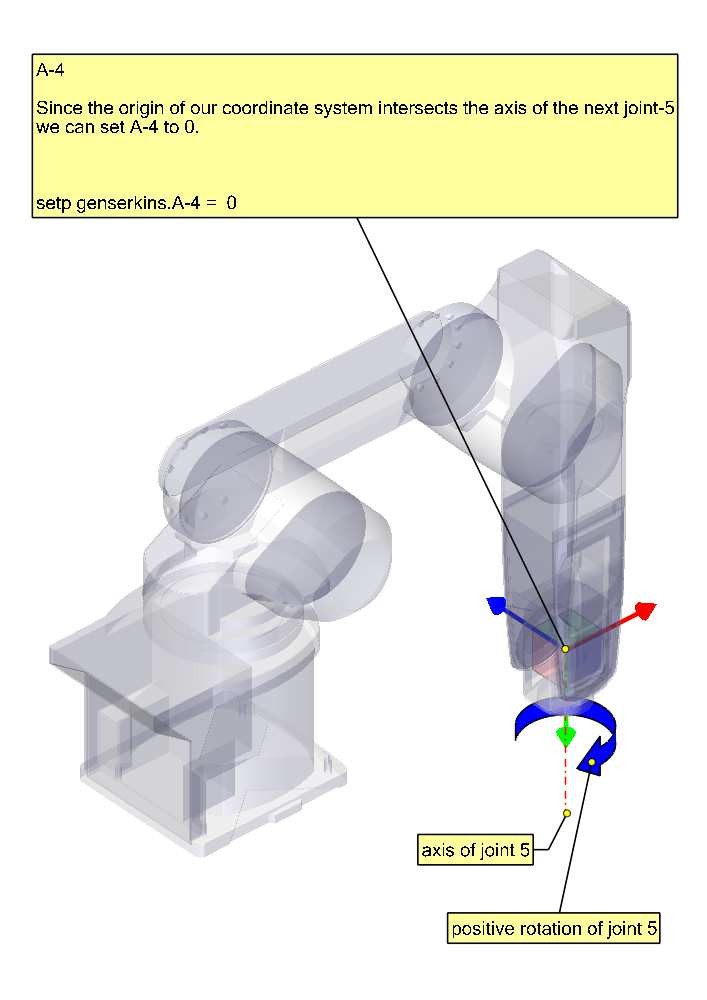 A-4
Since the origin of our coordinate system intersects the axis of the next joint-5
we can set A-4 to 0.
setp genserkins.A-4 =  0
axis of joint 5
positive rotation of joint 5